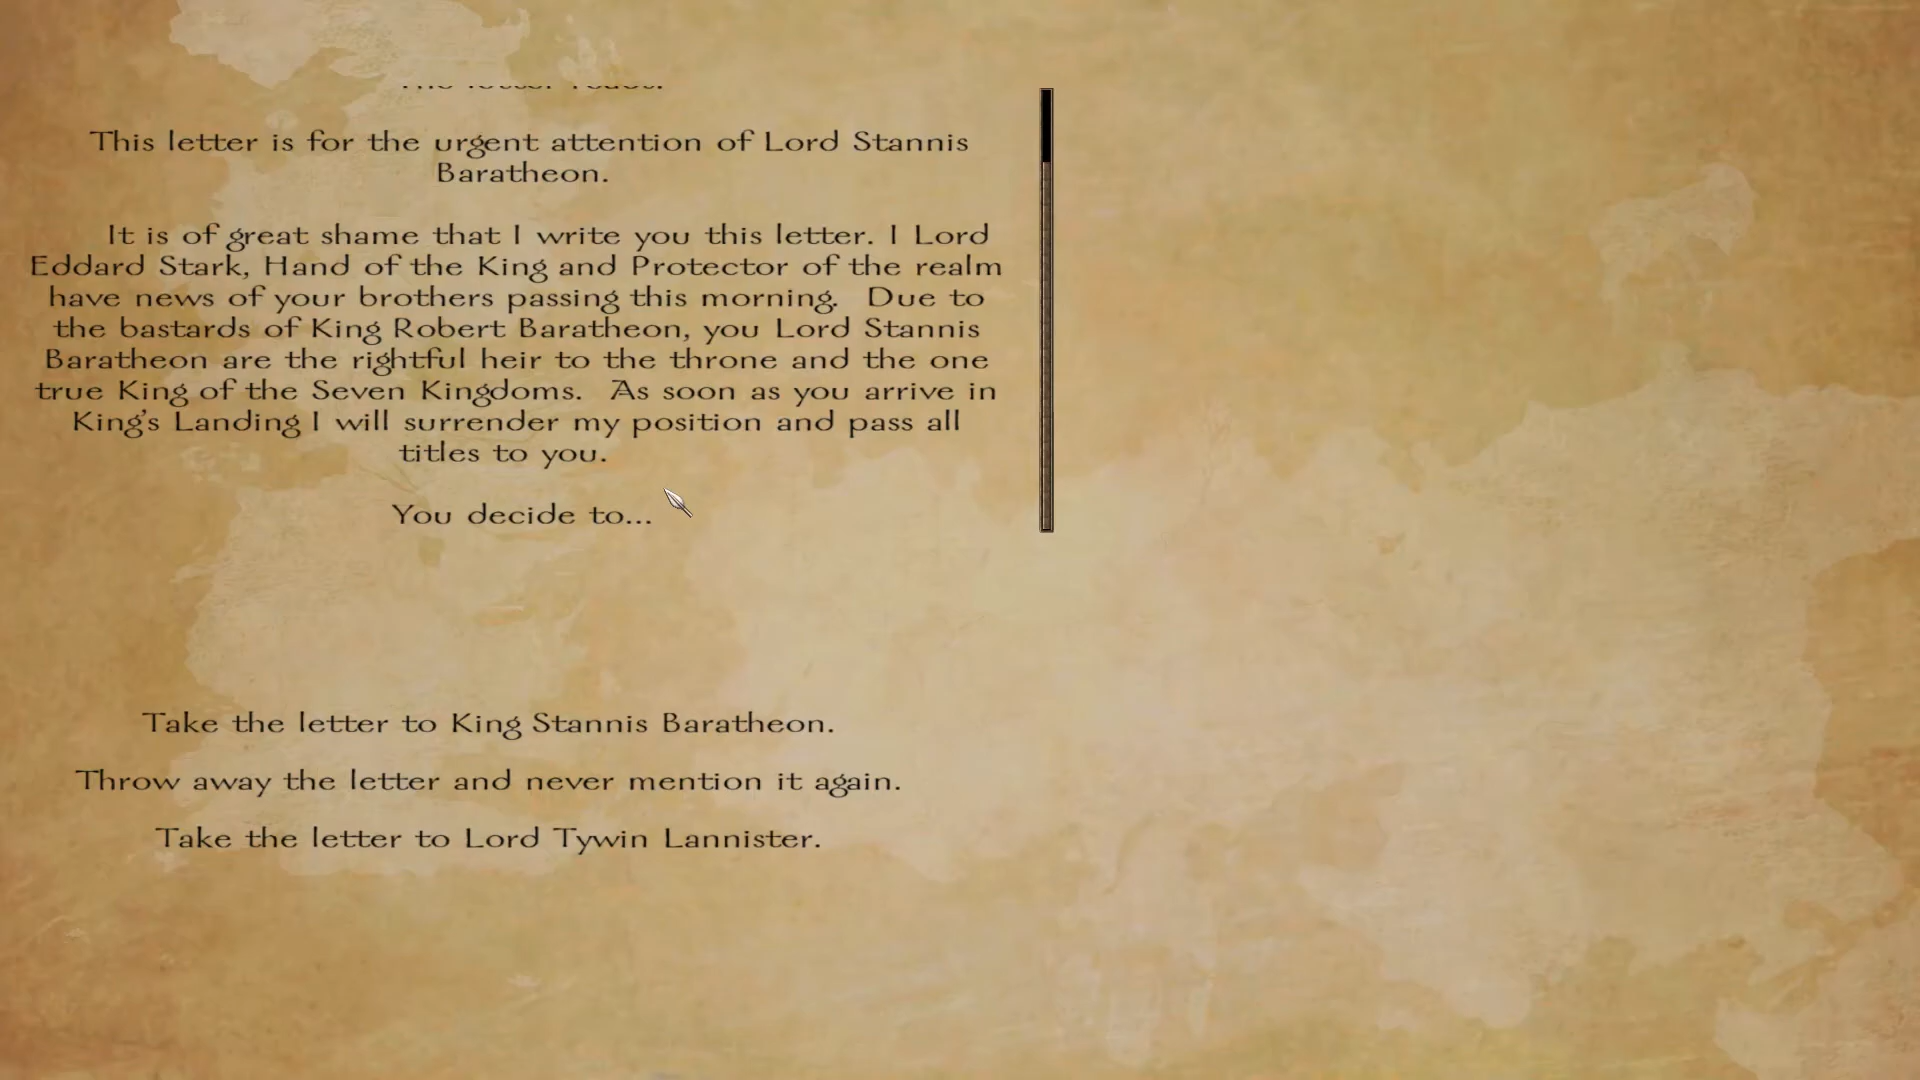 This letter is for the urgent attention of Lord Stannis
Baratheon.
It is of great shame that I write you this letter. I Lord
Eddard Stark, Hand of the King and Protector of the realm
have news of your brothers passing this morning. Due to
the bastards of King Robert Baratheon, you Lord Stannis
Baratheon are the rightful heir to the throne and the one
true King of the Seven Kingdoms. As soon as you arrive in
King's Landing I will surrender my position and pass all
titles to you.
You decide to...
Take the letter to King Stannis Baratheon.
Throw away the letter and never mention it again.
Take the letter to Lord Tywin Lannister.